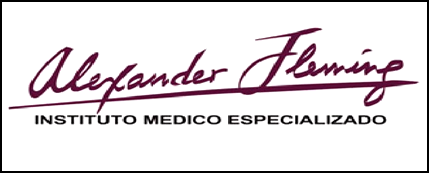 Alexander Fleming
INSTITUTO MEDICO ESPECIALIZADO